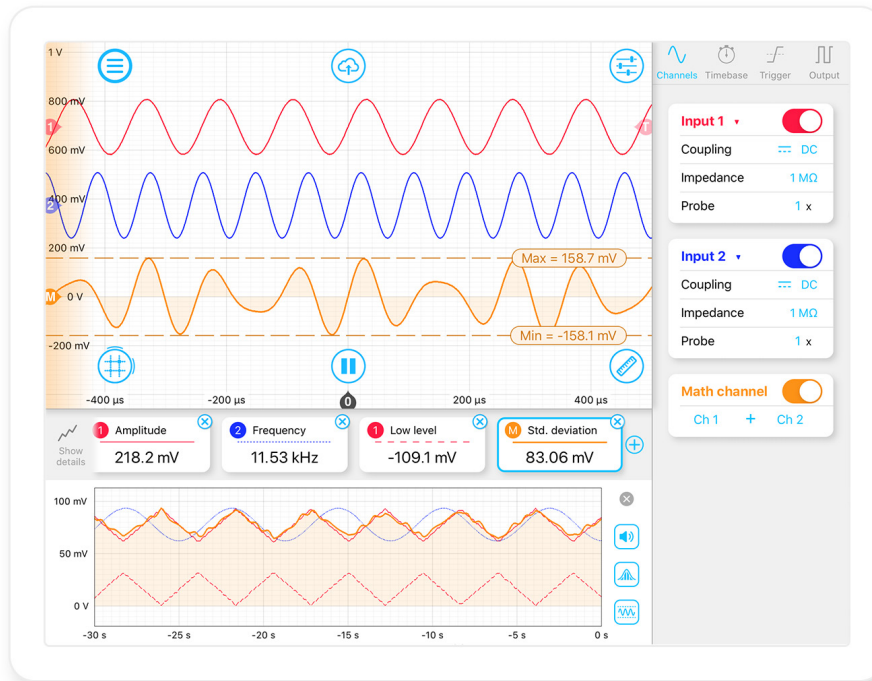 1 V
800 mV
600 mV
400 mV
200 mV
0 V
-200 mV
1
2
M
T
Max = 158.7 mV
Min = -158.1 mV
-400 µs
-200 µs
0
200 µs
400 µs
Channels
Timebase
Trigger
Output
Input 1 ▾
Coupling DC
Impedance 1 MΩ
Probe 1 x
Input 2 ▾
Coupling DC
Impedance 1 MΩ
Probe 1 x
Math channel
Ch 1 + Ch 2
Show
details
1 Amplitude
218.2 mV
2 Frequency
11.53 kHz
1 Low level
-109.1 mV
M Std. deviation
83.06 mV
100 mV
50 mV
0 V
-30 s
-25 s
-20 s
-15 s
-10 s
-5 s
0 s